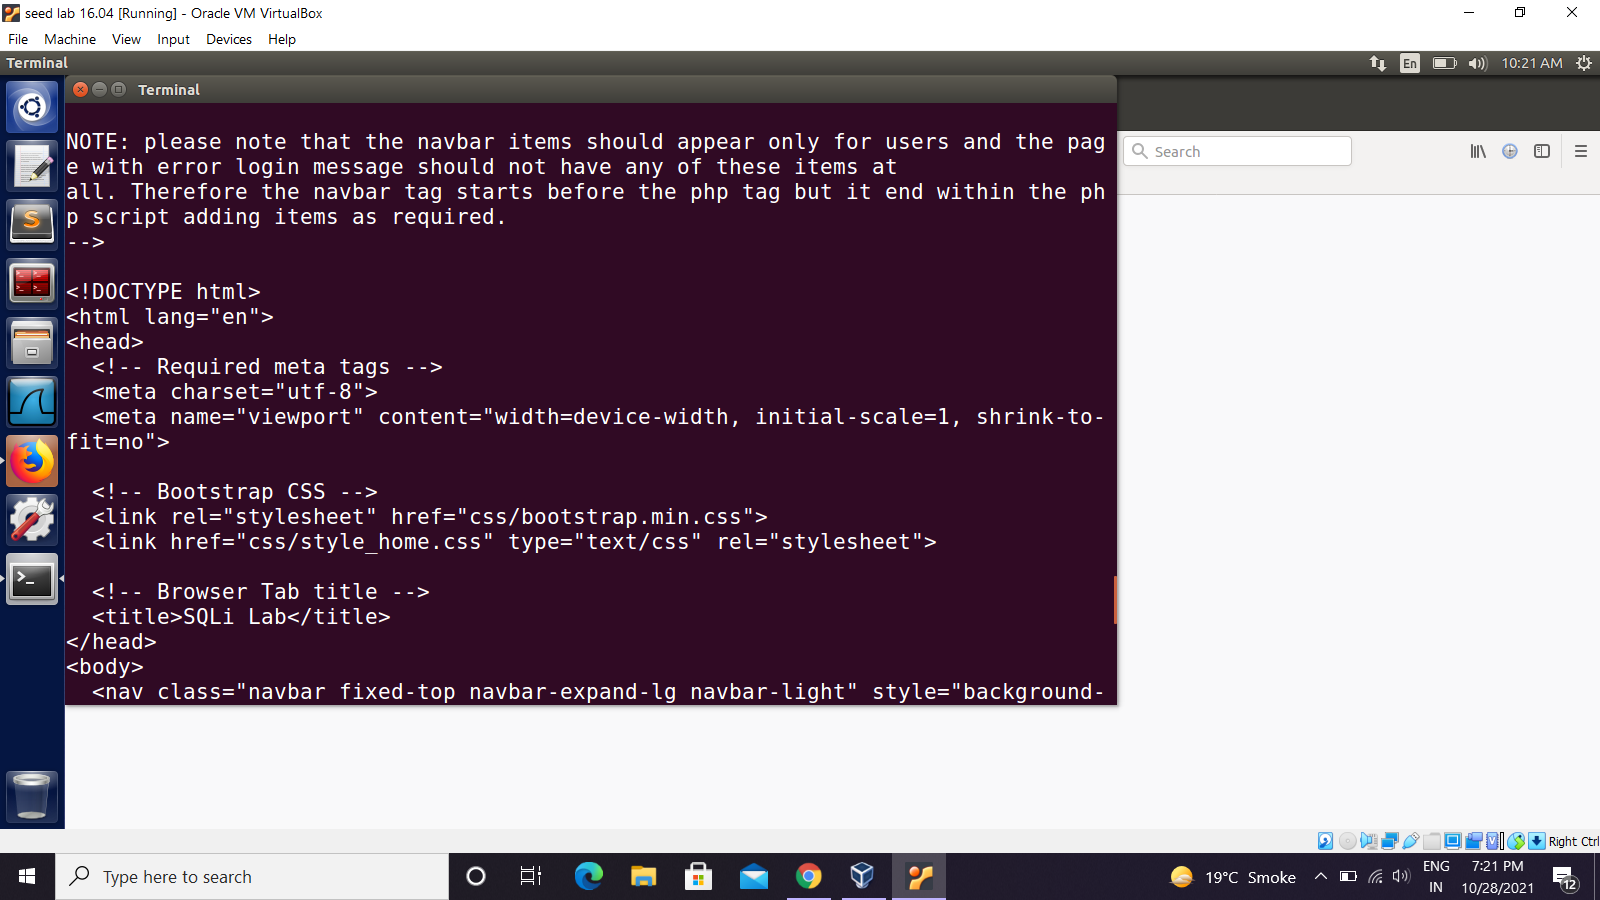 seed lab 16.04 [Running] - Oracle VM VirtualBox
File Machine View Input Devices Help
Terminal
En
10:21 AM
Terminal
NOTE: please note that the navbar items should appear only for users and the pag
e with error login message should not have any of these items at
all. Therefore the navbar tag starts before the php tag but it end within the ph
p script adding items as required.
-->
<!DOCTYPE html>
<html lang="en">
<head>
  <!-- Required meta tags -->
  <meta charset="utf-8">
  <meta name="viewport" content="width=device-width, initial-scale=1, shrink-to-
fit=no">
  <!-- Bootstrap CSS -->
  <link rel="stylesheet" href="css/bootstrap.min.css">
  <link href="css/style_home.css" type="text/css" rel="stylesheet">
  <!-- Browser Tab title -->
  <title>SQLi Lab</title>
</head>
<body>
  <nav class="navbar fixed-top navbar-expand-lg navbar-light" style="background-
Search
Right Ctrl
Type here to search
19°C Smoke
ENG
IN
7:21 PM
10/28/2021
12